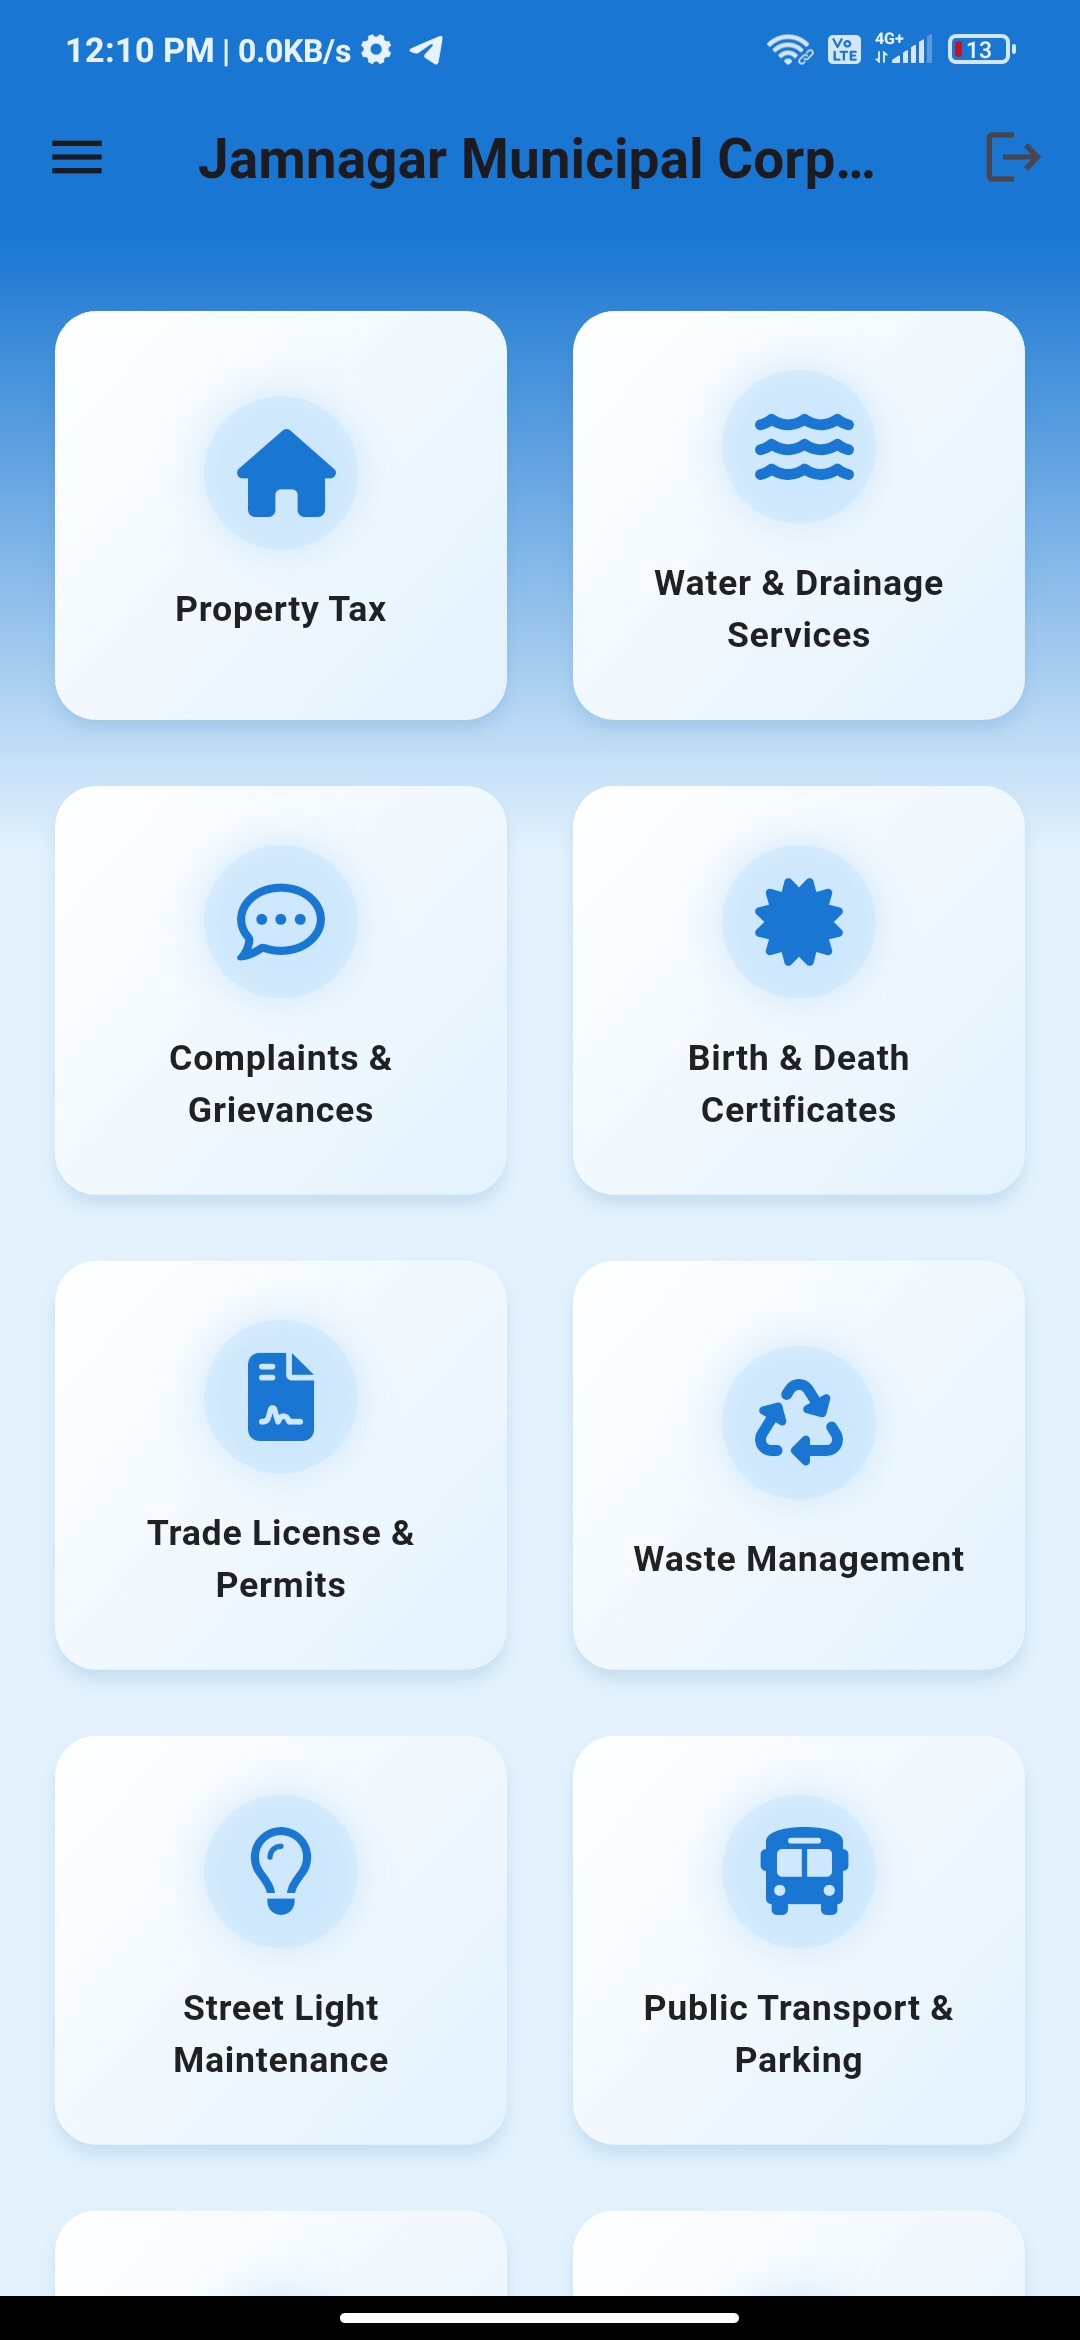 12:10 PM | 0.0KB/s
Vo LTE
4G+
13
Jamnagar Municipal Corp...
Property Tax
Water & Drainage
Services
Complaints &
Grievances
Birth & Death
Certificates
Trade License &
Permits
Waste Management
Street Light
Maintenance
Public Transport &
Parking